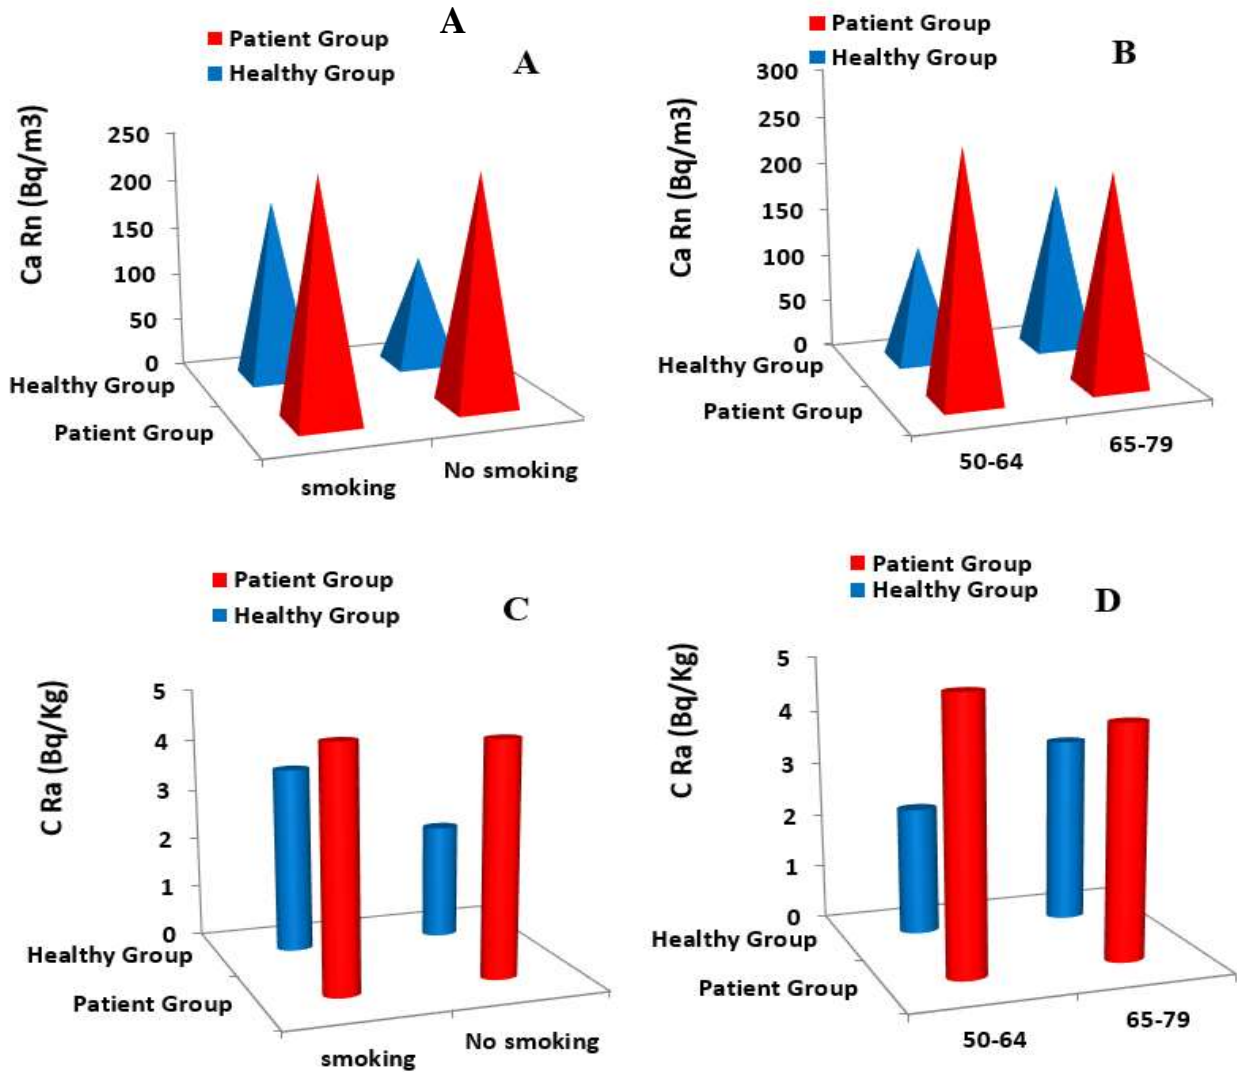 A
Patient Group
Healthy Group
A
Ca Rn (Bq/m3)
250
200
150
100
50
0
Healthy Group
Patient Group
smoking
No smoking
Patient Group
Healthy Group
B
Ca Rn (Bq/m3)
300
250
200
150
100
50
0
Healthy Group
Patient Group
50-64
65-79
Patient Group
Healthy Group
C
C Ra (Bq/Kg)
5
4
3
2
1
0
Healthy Group
Patient Group
smoking
No smoking
Patient Group
Healthy Group
D
C Ra (Bq/Kg)
5
4
3
2
1
0
Healthy Group
Patient Group
50-64
65-79